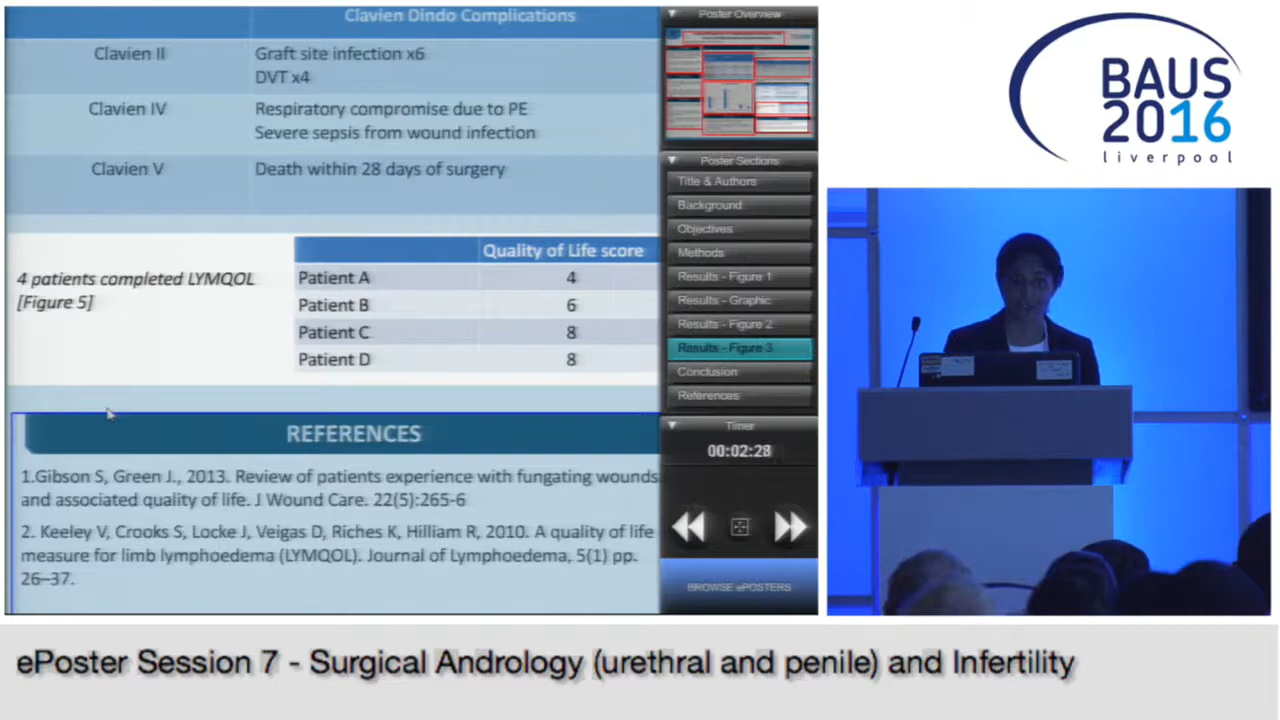 Clavien Dindo Complications
Clavien II
Graft site infection x6
DVT x4
Clavien IV
Respiratory compromise due to PE
Severe sepsis from wound infection
Clavien V
Death within 28 days of surgery
4 patients completed LYMQOL
[Figure 5]
Quality of Life score
Patient A 4
Patient B 6
Patient C 8
Patient D 8
REFERENCES
1.Gibson S, Green J., 2013. Review of patients experience with fungating wounds
and associated quality of life. J Wound Care. 22(5):265-6
2. Keeley V, Crooks S, Locke J, Veigas D, Riches K, Hilliam R, 2010. A quality of life
measure for limb lymphoedema (LYMQOL). Journal of Lymphoedema, 5(1) pp.
26–37.
Poster Overview
Poster Sections
Title & Authors
Background
Objectives
Methods
Results - Figure 1
Results - Graphic
Results - Figure 2
Results - Figure 3
Conclusion
References
Timer
00:02:28
BROWSE ePOSTERS
BAUS
2016
liverpool
ePoster Session 7 - Surgical Andrology (urethral and penile) and Infertility